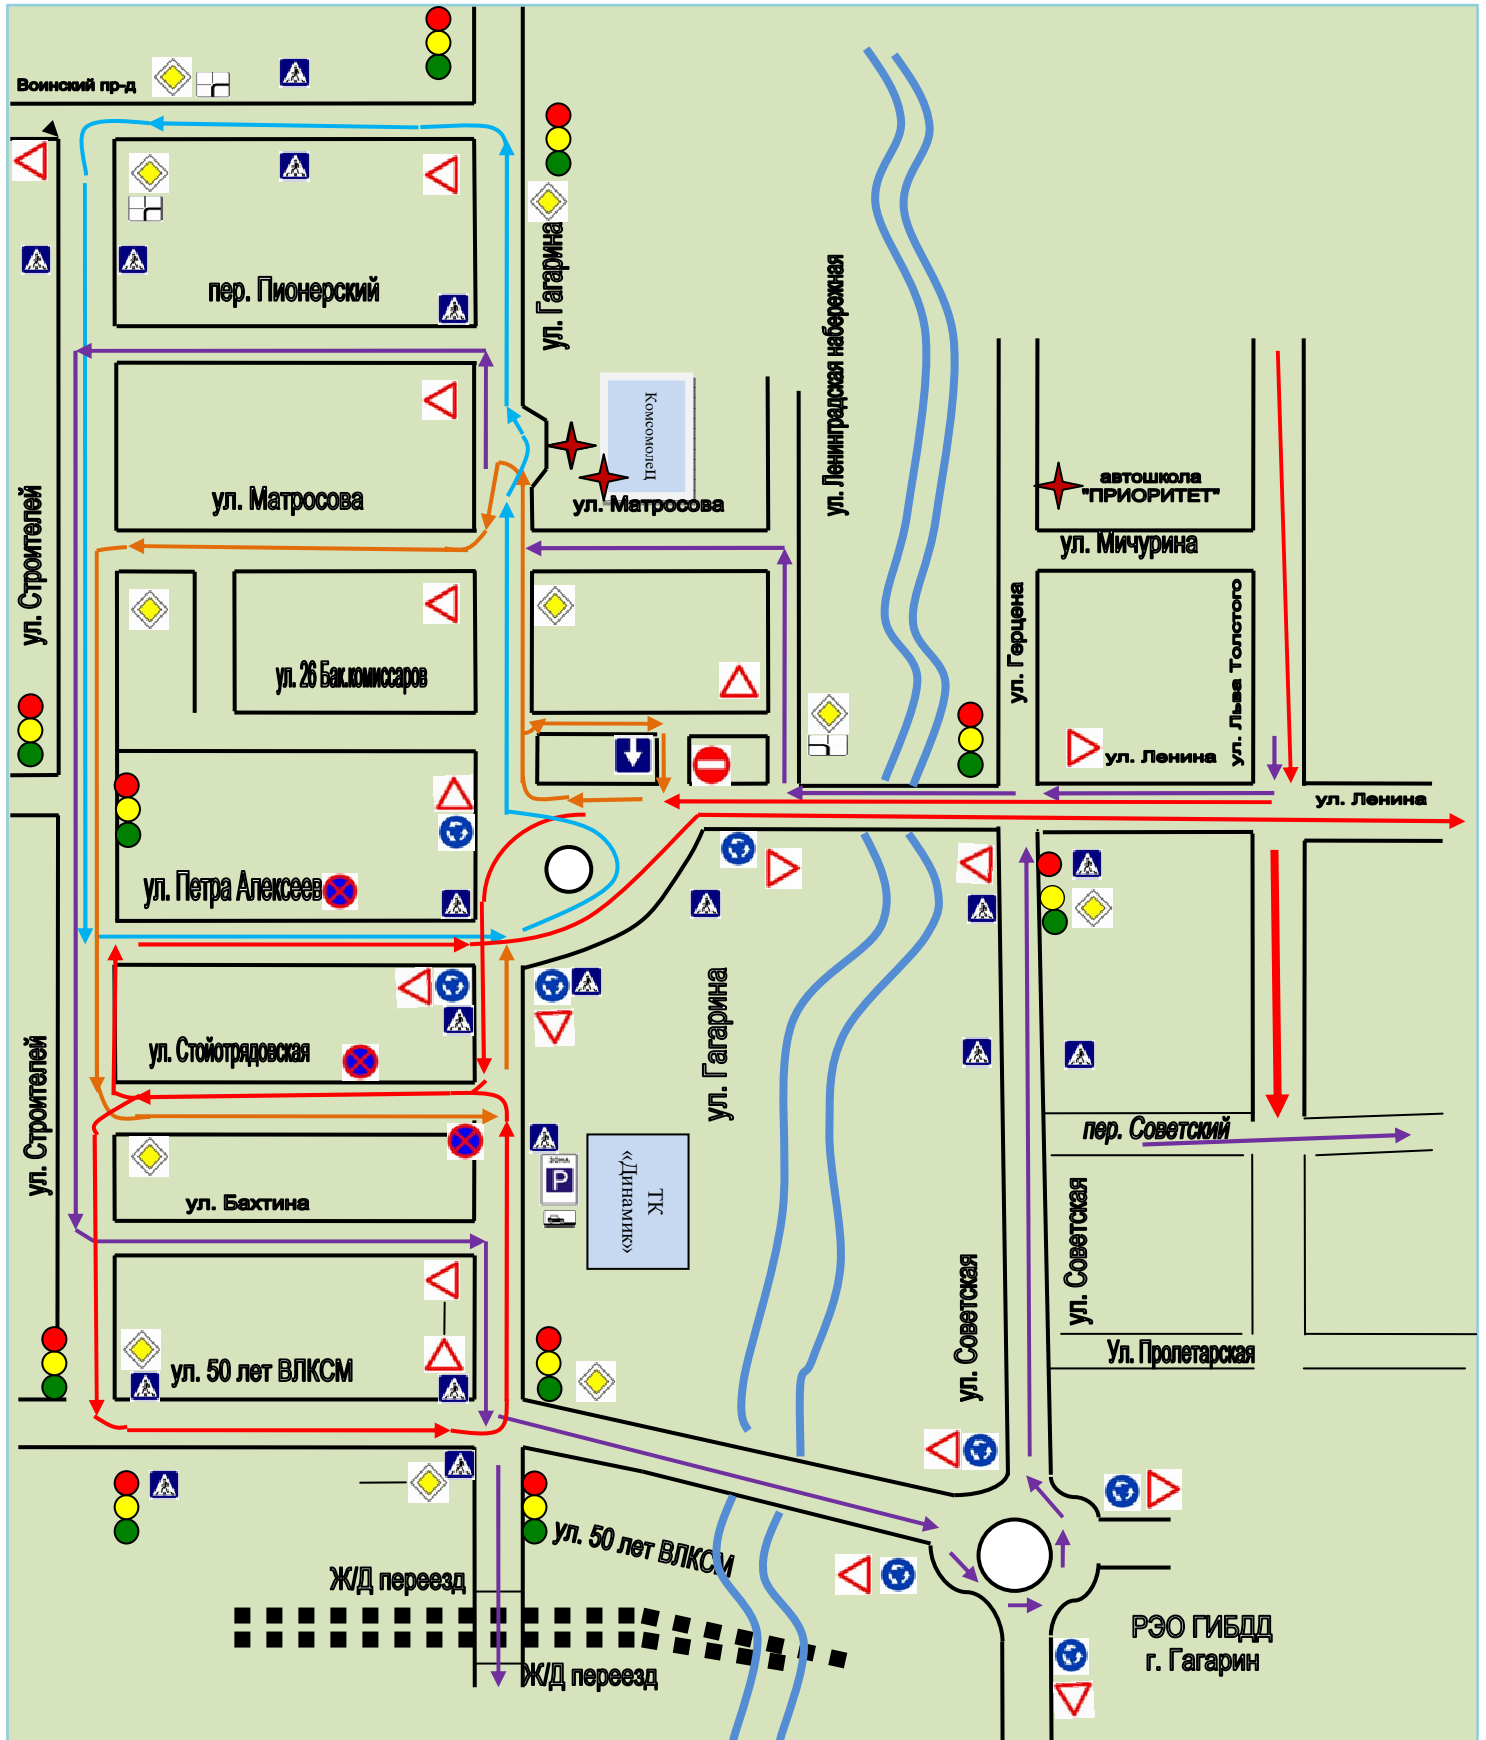 Воинский пр-д
пер. Пионерский
ул. Гагарина
ул. Ленинградская набережная
Комсомолец
ул. Матросова
ул. Матросова
автошкола
"ПРИОРИТЕТ"
ул. Мичурина
ул. Строителей
ул. Герцена
ул. Льва Толстого
ул. 26 Бак.комиссаров
ул. Ленина
ул. Ленина
ул. Петра Алексеев
ул. Гагарина
ул. Стойотрядовская
ул. Строителей
пер. Советский
ЗОНА
P
ТК
«Динамик»
ул. Бахтина
ул. Советская
ул. Советская
ул. 50 лет ВЛКСМ
Ул. Пролетарская
ул. 50 лет ВЛКСМ
Ж/Д переезд
РЭО ГИБДД
г. Гагарин
Ж/Д переезд